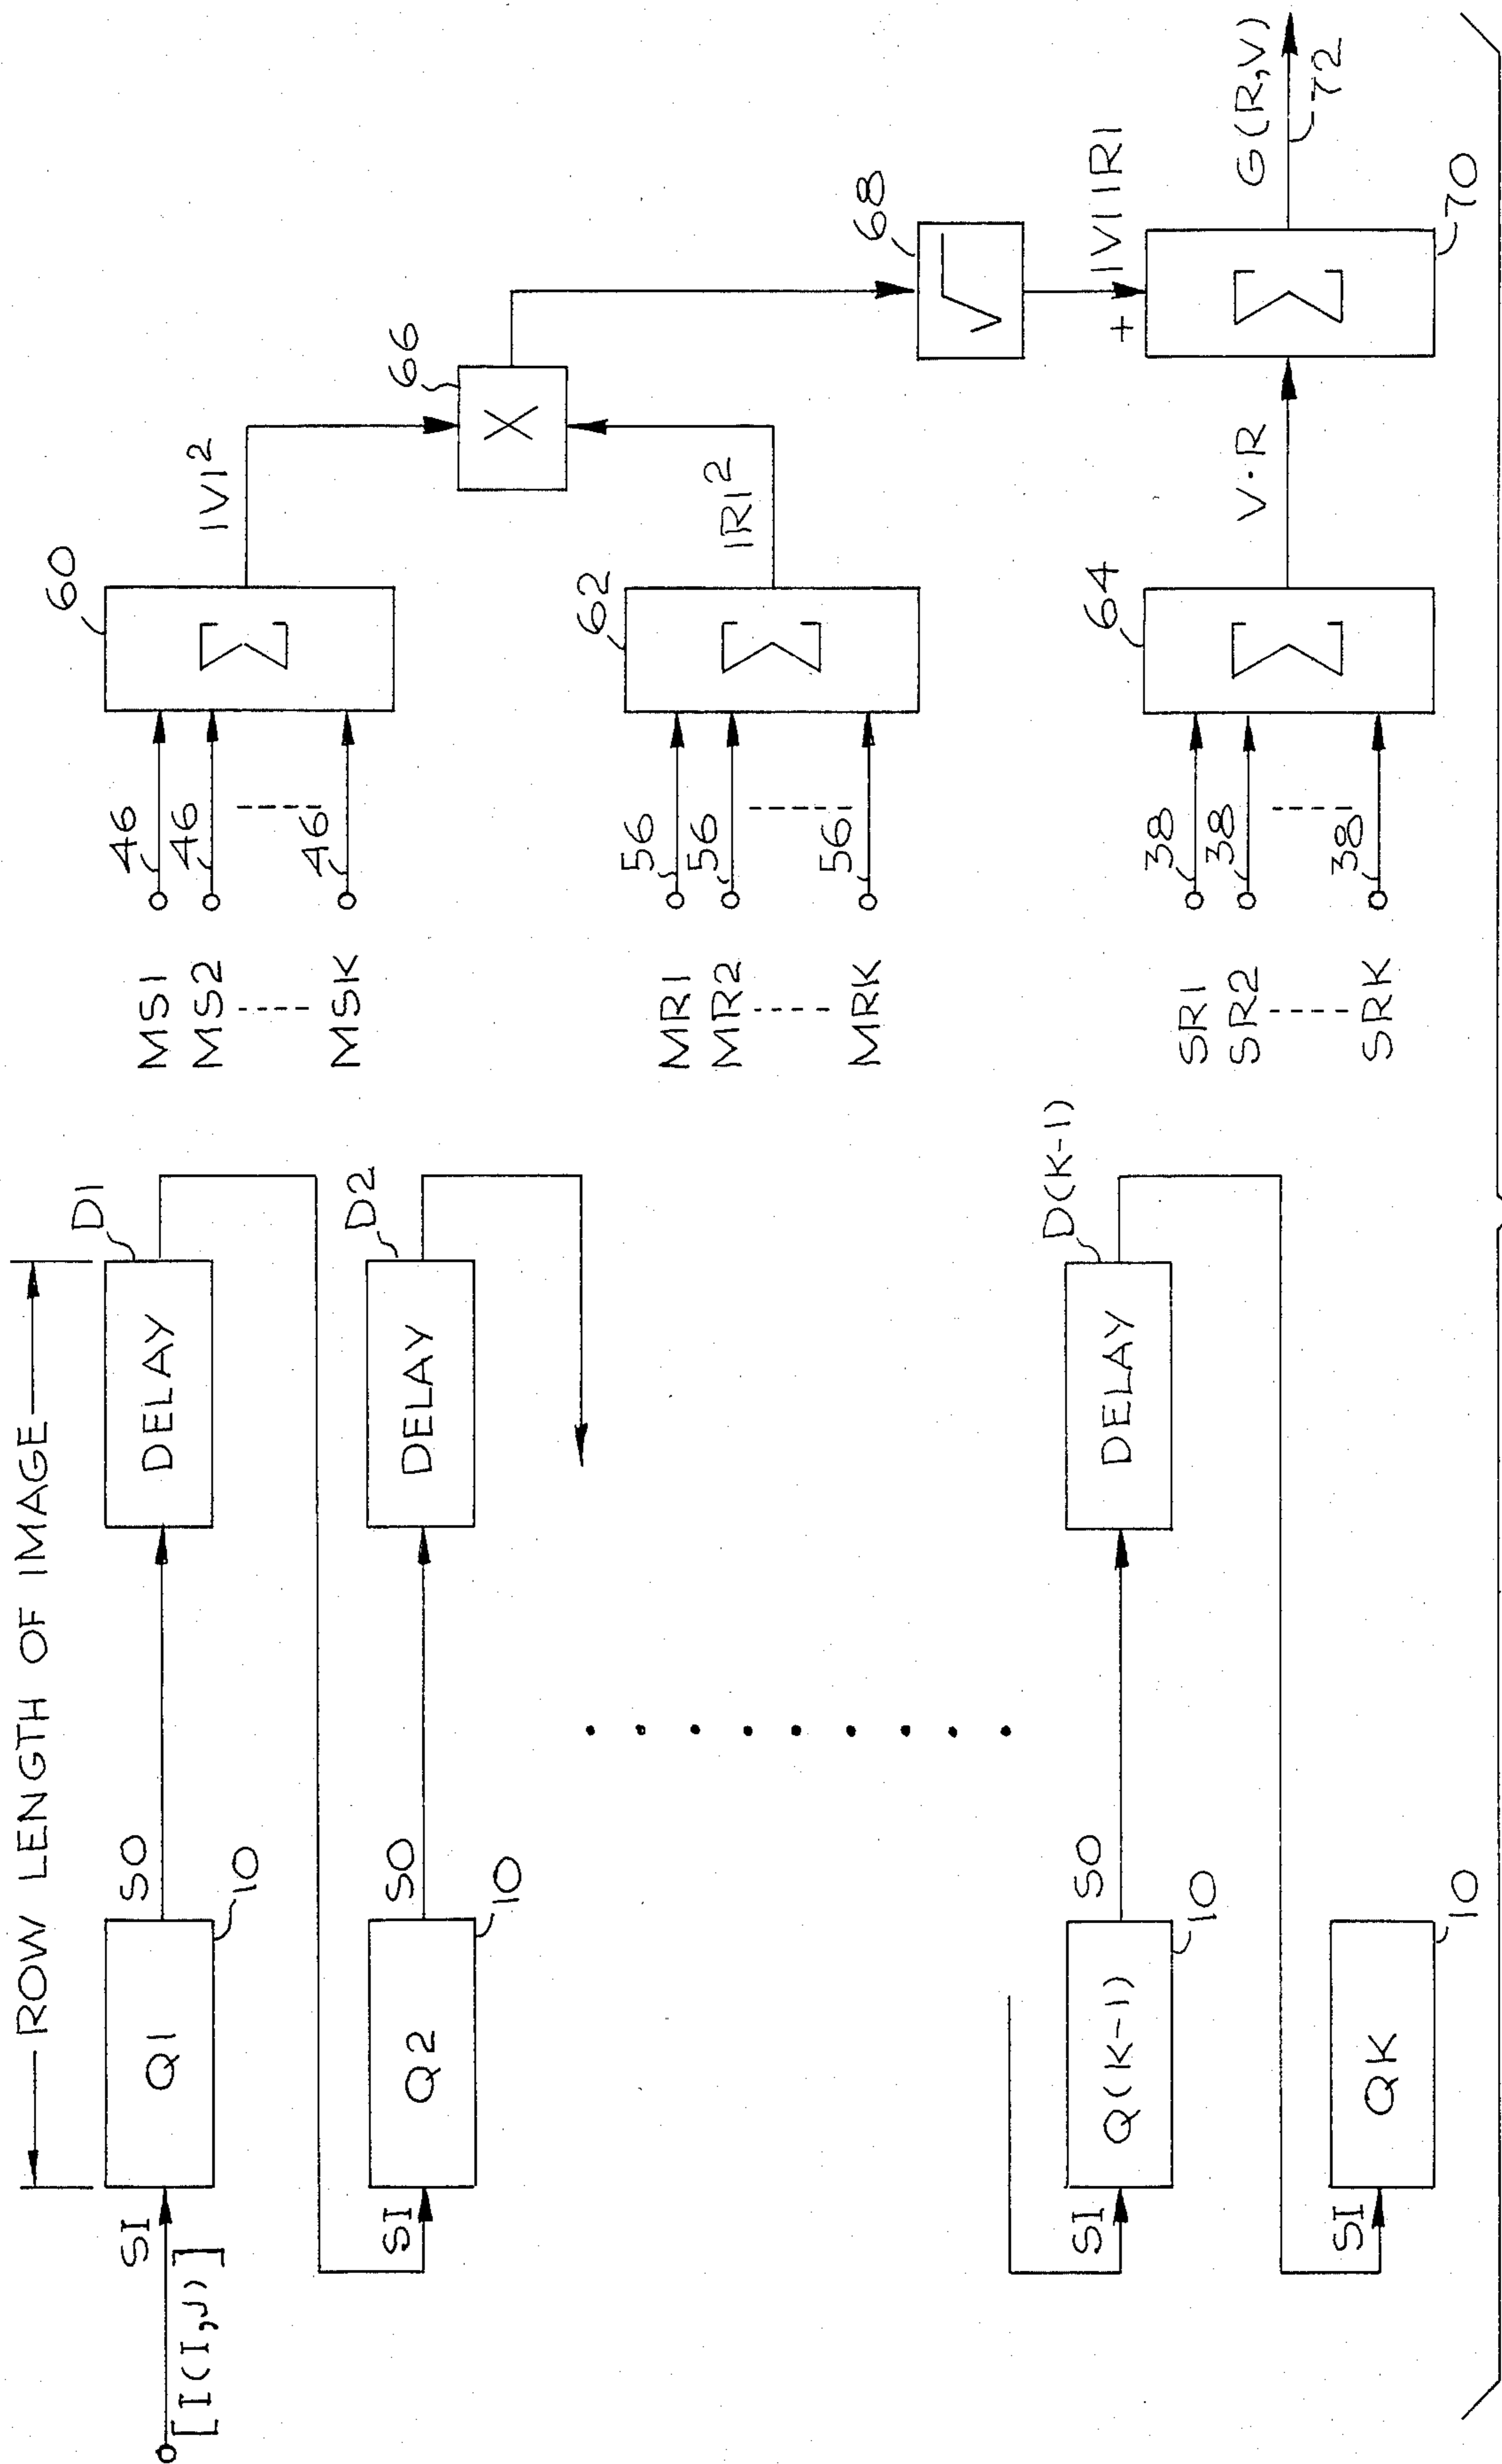 ROW LENGTH OF IMAGE
[I(I,J)]
SI
Q1
10
SO
DELAY
D1
SI
Q2
10
SO
DELAY
D2
SI
Q(K-1)
10
SO
DELAY
D(K-1)
SI
QK
10
MS1
MS2
MSK
46
46
46
60
Σ
|V|²
MR1
MR2
MRK
56
56
56
62
Σ
|R|²
66
X
68
√
|V||R|
+
SR1
SR2
SRK
38
38
38
64
Σ
V·R
Σ
70
G(R,V)
72